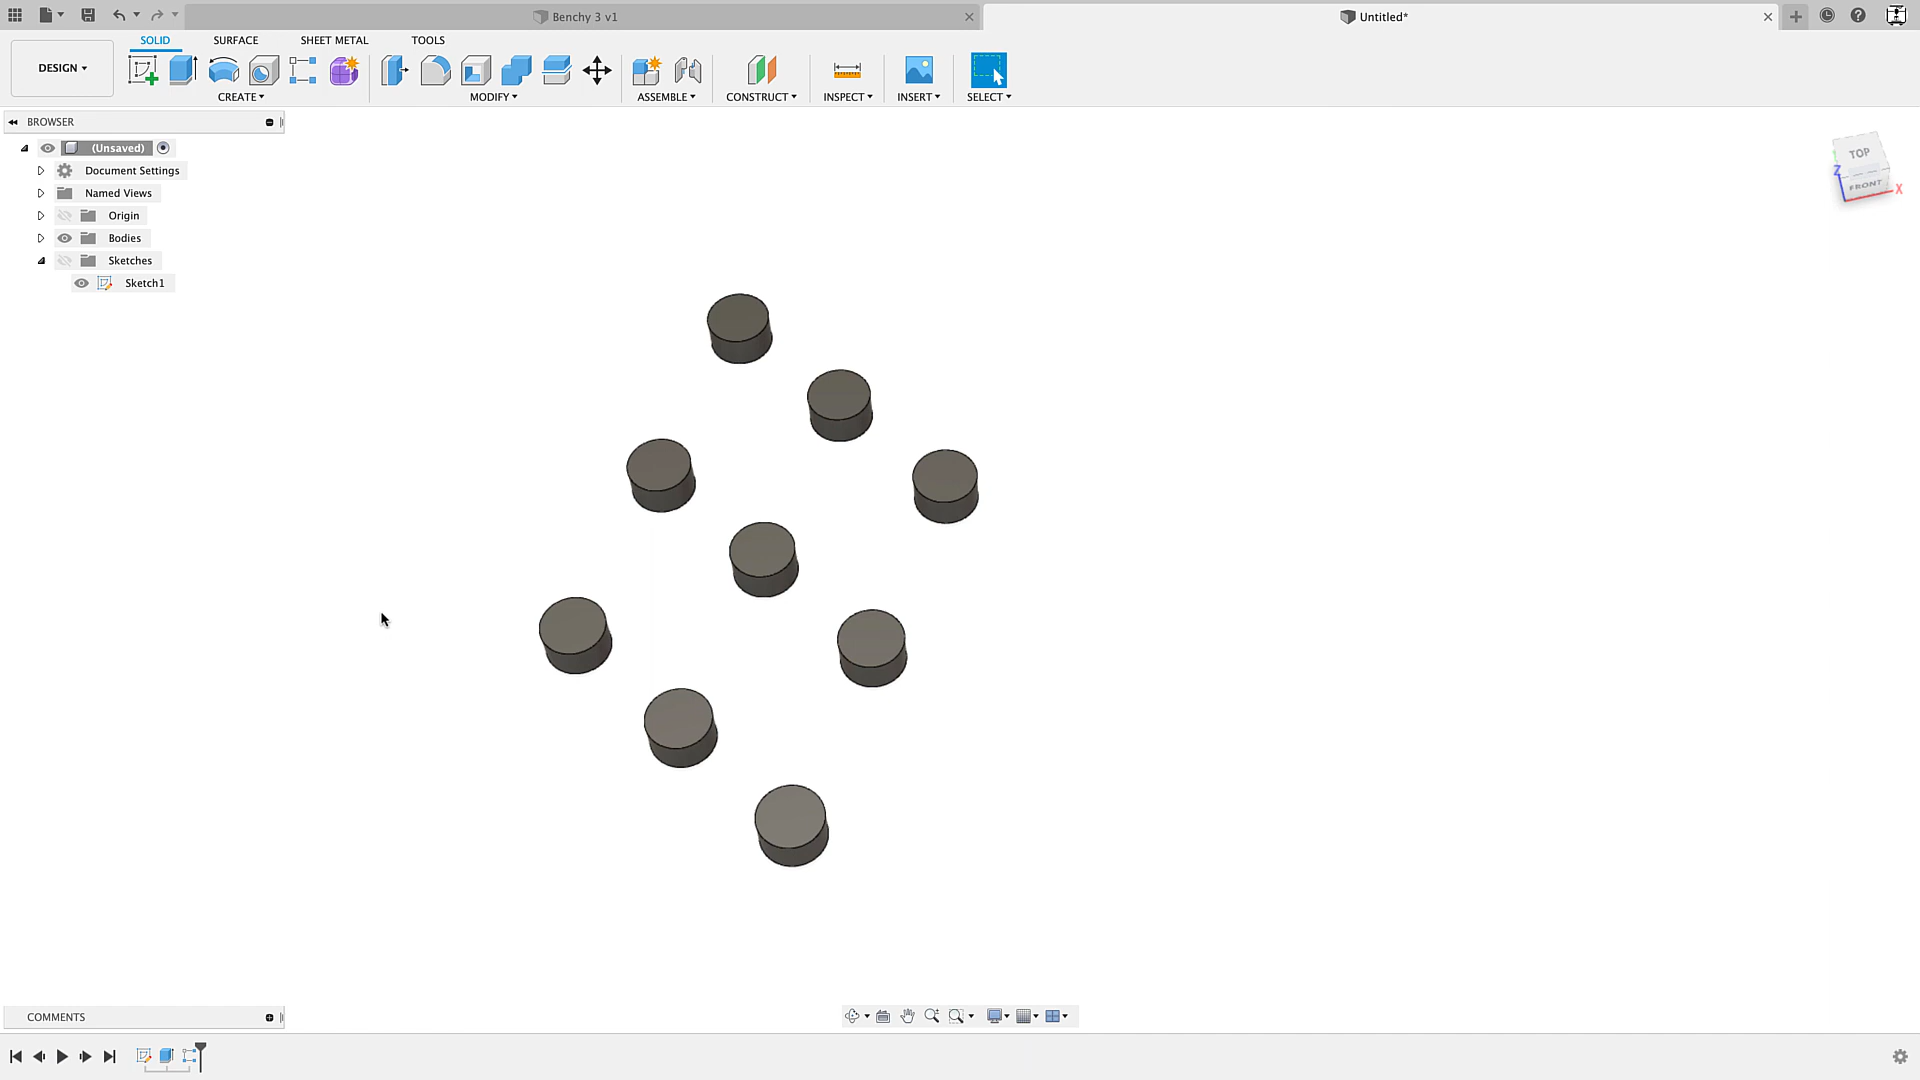 Benchy 3 v1
Untitled*
DESIGN
SOLID
SURFACE
SHEET METAL
TOOLS
CREATE
MODIFY
ASSEMBLE
CONSTRUCT
INSPECT
INSERT
SELECT
BROWSER
(Unsaved)
Document Settings
Named Views
Origin
Bodies
Sketches
Sketch1
TOP
FRONT
Z
X
COMMENTS